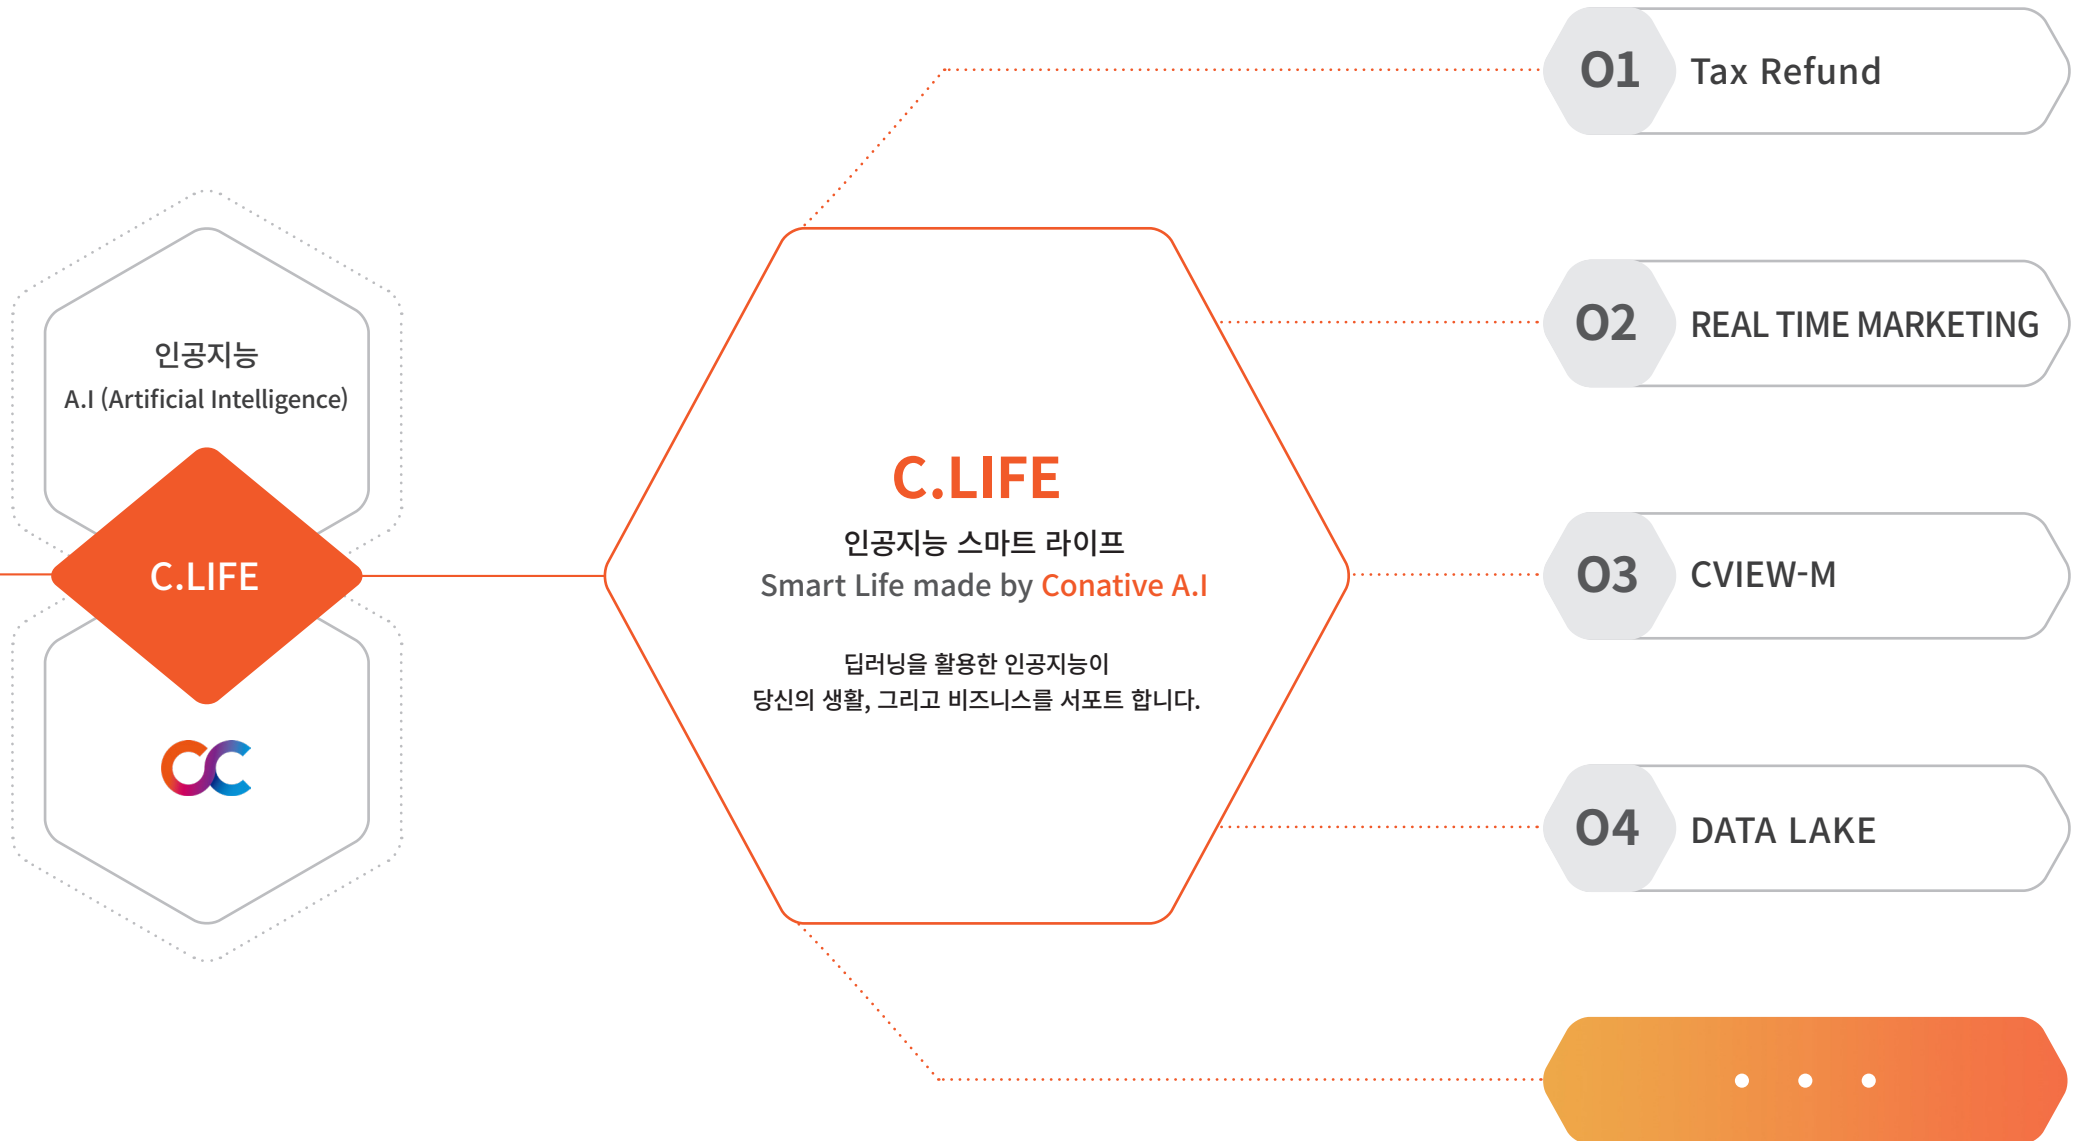 인공지능
A.I (Artificial Intelligence)
C.LIFE
C.LIFE
인공지능 스마트 라이프
Smart Life made by Conative A.I
딥러닝을 활용한 인공지능이
당신의 생활, 그리고 비즈니스를 서포트 합니다.
01 Tax Refund
02 REAL TIME MARKETING
03 CVIEW-M
04 DATA LAKE